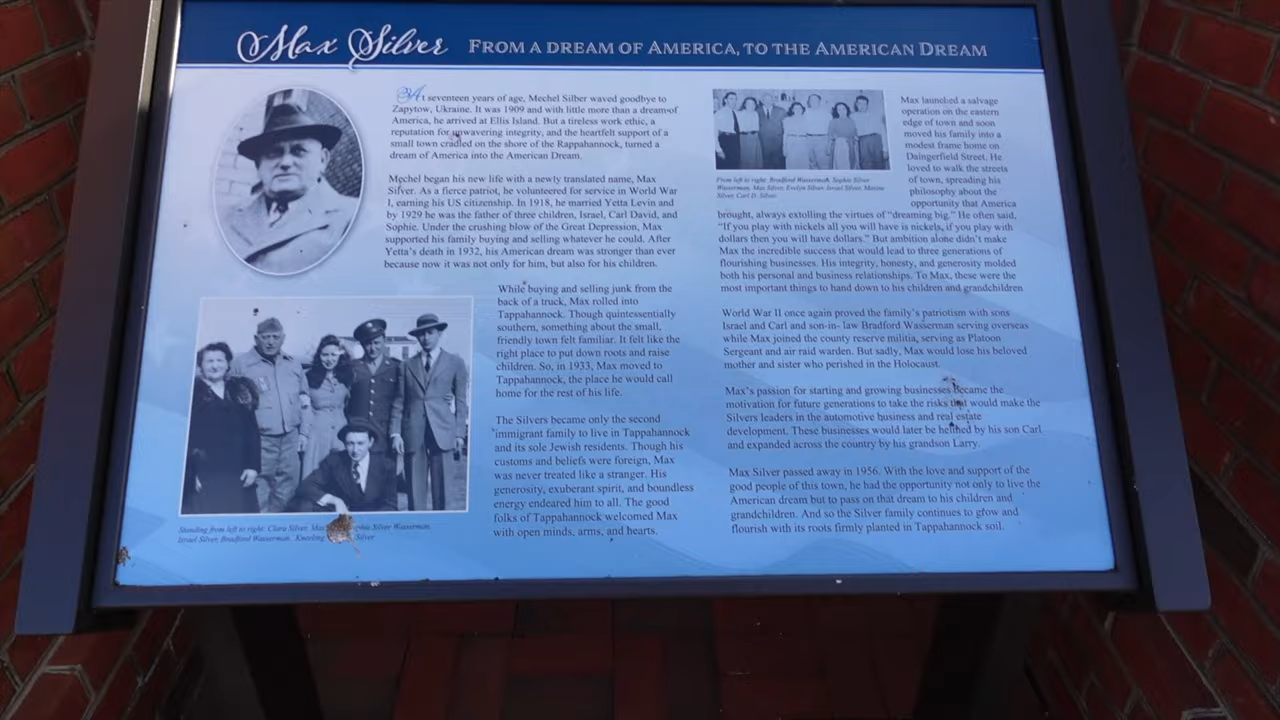 Max Silver FROM A DREAM OF AMERICA, TO THE AMERICAN DREAM
At seventeen years of age, Mechel Silber waved goodbye to
Zapytow, Ukraine. It was 1909 and with little more than a dream of
America, he arrived at Ellis Island. But a tireless work ethic, a
reputation for unwavering integrity, and the heartfelt support of a
small town cradled on the shore of the Rappahannock, turned a
dream of America into the American Dream.
Mechel began his new life with a newly translated name, Max
Silver. As a fierce patriot, he volunteered for service in World War
I, earning his US citizenship. In 1918, he married Yetta Levin and
by 1929 he was the father of three children, Israel, Carl David, and
Sophie. Under the crushing blow of the Great Depression, Max
supported his family buying and selling whatever he could. After
Yetta's death in 1932, his American dream was stronger than ever
because now it was not only for him, but also for his children.
While buying and selling junk from the
back of a truck, Max rolled into
Tappahannock. Though quintessentially
southern, something about the small,
friendly town felt familiar. It felt like the
right place to put down roots and raise
children. So, in 1933, Max moved to
Tappahannock, the place he would call
home for the rest of his life.
The Silvers became only the second
immigrant family to live in Tappahannock
and its sole Jewish residents. Though his
customs and beliefs were foreign, Max
was never treated like a stranger. His
generosity, exuberant spirit, and boundless
energy endeared him to all. The good
folks of Tappahannock welcomed Max
with open minds, arms, and hearts.
Standing from left to right: Clara Silver, Max Sophie Silver Wasserman,
Israel Silver, Bradford Wasserman, Kneeling Silver
From left to right: Bradford Wasserman, Sophie Silver
Wasserman, Max Silver, Evelyn Silver, Israel Silver, Maxine
Silver, Carl D. Silver
Max launched a salvage
operation on the eastern
edge of town and soon
moved his family into a
modest frame home on
Daingerfield Street. He
loved to walk the streets
of town, spreading his
philosophy about the
opportunity that America
brought, always extolling the virtues of "dreaming big." He often said,
"If you play with nickels all you will have is nickels, if you play with
dollars then you will have dollars." But ambition alone didn't make
Max the incredible success that would lead to three generations of
flourishing businesses. His integrity, honesty, and generosity molded
both his personal and business relationships. To Max, these were the
most important things to hand down to his children and grandchildren
World War II once again proved the family's patriotism with sons
Israel and Carl and son-in- law Bradford Wasserman serving overseas
while Max joined the county reserve militia, serving as Platoon
Sergeant and air raid warden. But sadly, Max would lose his beloved
mother and sister who perished in the Holocaust.
Max's passion for starting and growing businesses became the
motivation for future generations to take the risks that would make the
Silvers leaders in the automotive business and real estate
development. These businesses would later be helmed by his son Carl
and expanded across the country by his grandson Larry.
Max Silver passed away in 1956. With the love and support of the
good people of this town, he had the opportunity not only to live the
American dream but to pass on that dream to his children and
grandchildren. And so the Silver family continues to grow and
flourish with its roots firmly planted in Tappahannock soil.